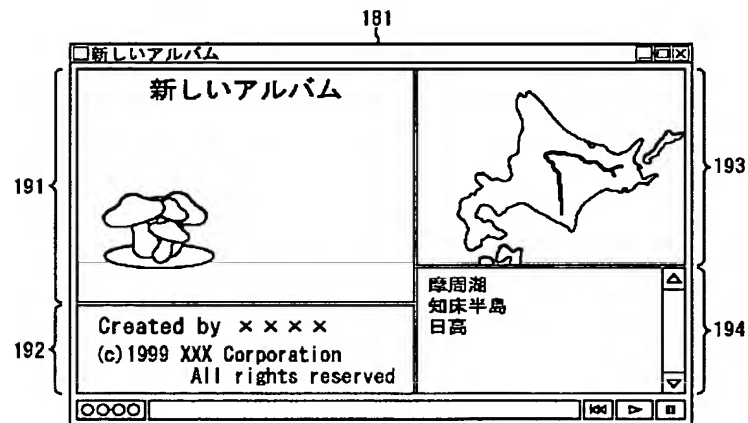 181
新しいアルバム
新しいアルバム
191
193
Created by ××××
(c)1999 XXX Corporation
All rights reserved
192
摩周湖
知床半島
日高
194